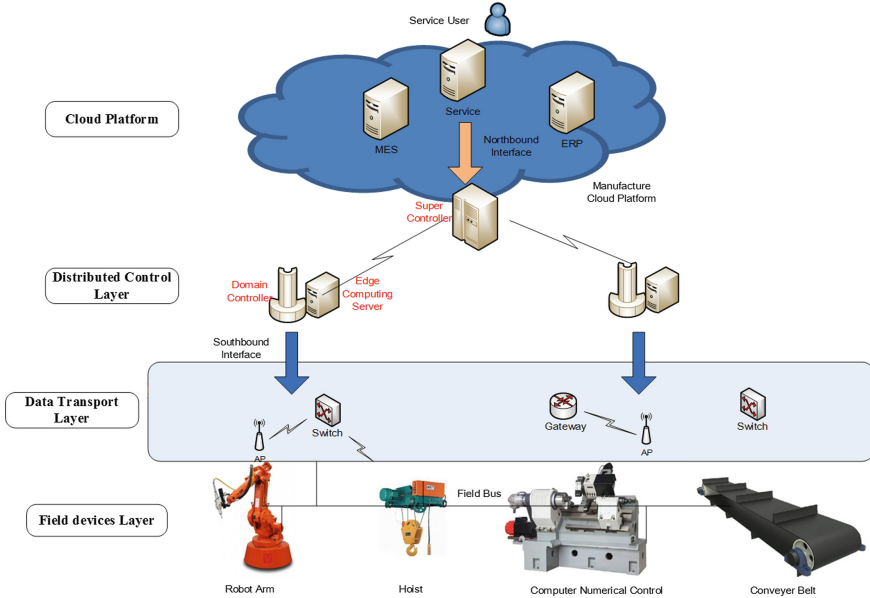 Service User
Cloud Platform
Service
MES
ERP
Northbound
Interface
Manufacture
Cloud Platform
Super
Controller
Distributed Control
Layer
Domain
Controller
Edge
Computing
Server
Southbound
Interface
Data Transport
Layer
AP
Switch
Gateway
AP
Switch
Field devices Layer
Field Bus
Robot Arm
Hoist
Computer Numerical Control
Conveyer Belt